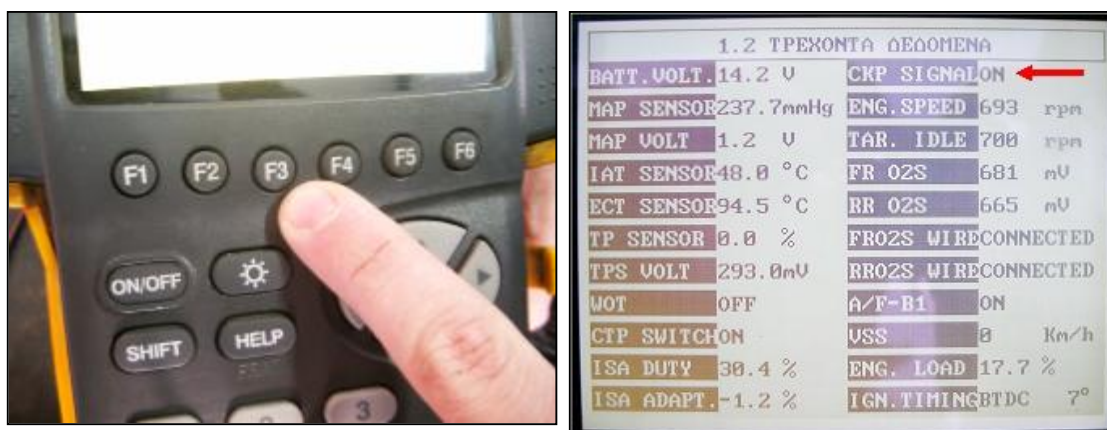 F1 F2 F3 F4 F5 F6
ON/OFF
SHIFT HELP
3
1.2 ΤΡΕΧΟΝΤΑ ΔΕΔΟΜΕΝΑ
BATT.VOLT. 14.2 V CKP SIGNAL ON
MAP SENSOR 237.7mmHg ENG.SPEED 693 rpm
MAP VOLT 1.2 V TAR. IDLE 700 rpm
IAT SENSOR 48.0 °C FR O2S 681 mV
ECT SENSOR 94.5 °C RR O2S 665 mV
TP SENSOR 0.0 % FRO2S WIRE CONNECTED
TPS VOLT 293.0mV RRO2S WIRE CONNECTED
WOT OFF A/F-B1 ON
CTP SWITCH ON VSS 0 Km/h
ISA DUTY 30.4 % ENG. LOAD 17.7 %
ISA ADAPT. -1.2 % IGN.TIMING BTDC 7°